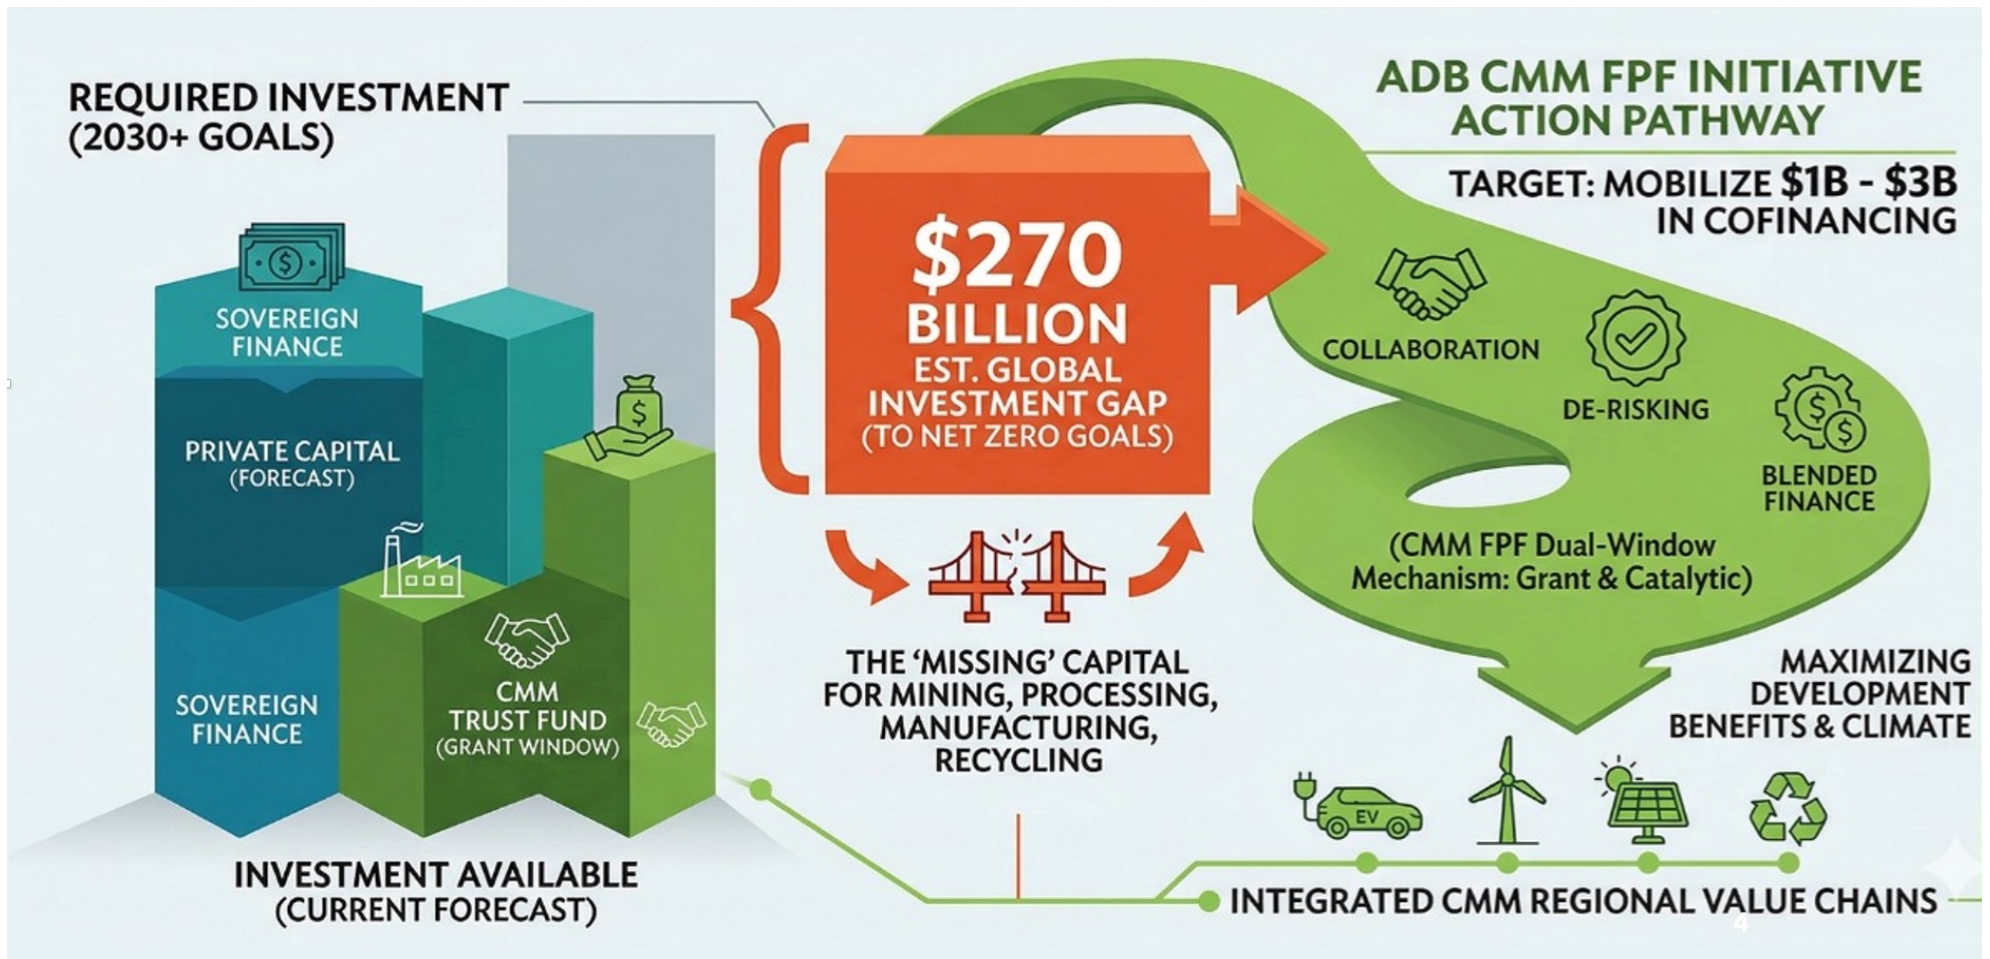 REQUIRED INVESTMENT
(2030+ GOALS)
$
SOVEREIGN
FINANCE
PRIVATE CAPITAL
(FORECAST)
SOVEREIGN
FINANCE
$
CMM
TRUST FUND
(GRANT WINDOW)
INVESTMENT AVAILABLE
(CURRENT FORECAST)
$270
BILLION
EST. GLOBAL
INVESTMENT GAP
(TO NET ZERO GOALS)
THE ‘MISSING’ CAPITAL
FOR MINING, PROCESSING,
MANUFACTURING,
RECYCLING
ADB CMM FPF INITIATIVE
ACTION PATHWAY
TARGET: MOBILIZE $1B - $3B
IN COFINANCING
COLLABORATION
DE-RISKING
$
$
BLENDED
FINANCE
(CMM FPF Dual-Window
Mechanism: Grant & Catalytic)
MAXIMIZING
DEVELOPMENT
BENEFITS & CLIMATE
EV
INTEGRATED CMM REGIONAL VALUE CHAINS
4